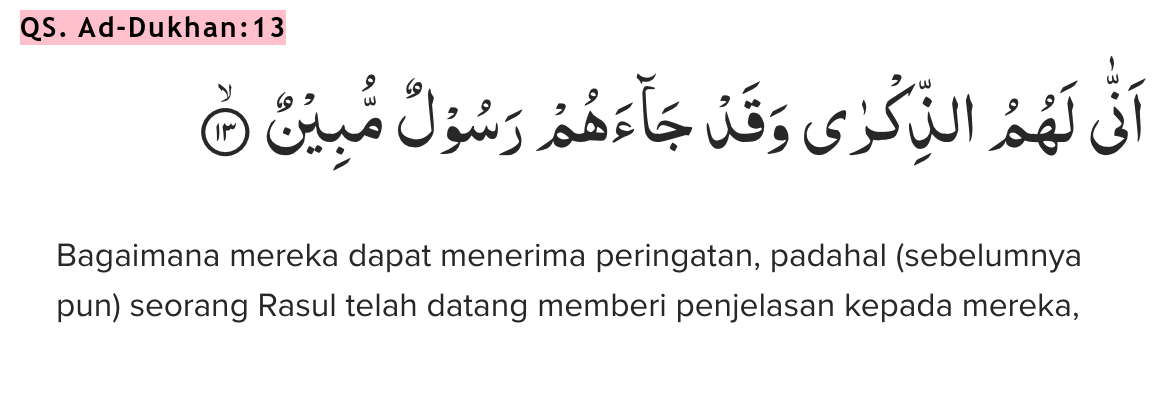 QS. Ad-Dukhan:13
اَنّٰى لَهُمُ الذِّكْرٰى وَقَدْ جَاۤءَهُمْ رَسُوْلٌ مُّبِيْنٌۙ ١٣
Bagaimana mereka dapat menerima peringatan, padahal (sebelumnya
pun) seorang Rasul telah datang memberi penjelasan kepada mereka,